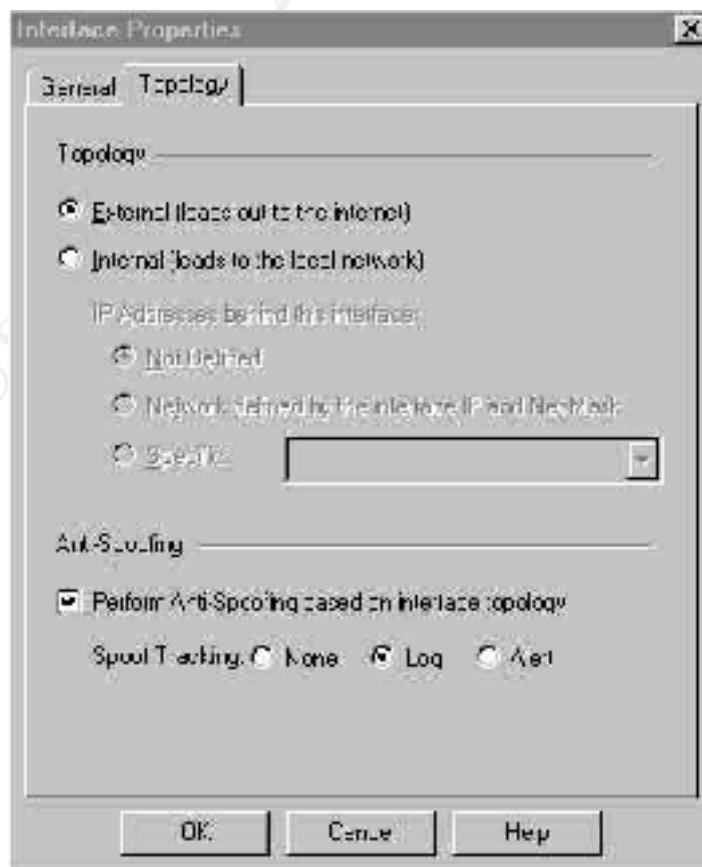 Interface Properties
General Topology
Topology
External (leads out to the internet)
Internal (leads to the local network)
IP Addresses behind this interface:
Not Defined
Network defined by the interface IP and Net Mask
Specific:
Anti-Spoofing
Perform Anti-Spoofing based on interface topology
Spoof Tracking: None Log Alert
OK Cancel Help